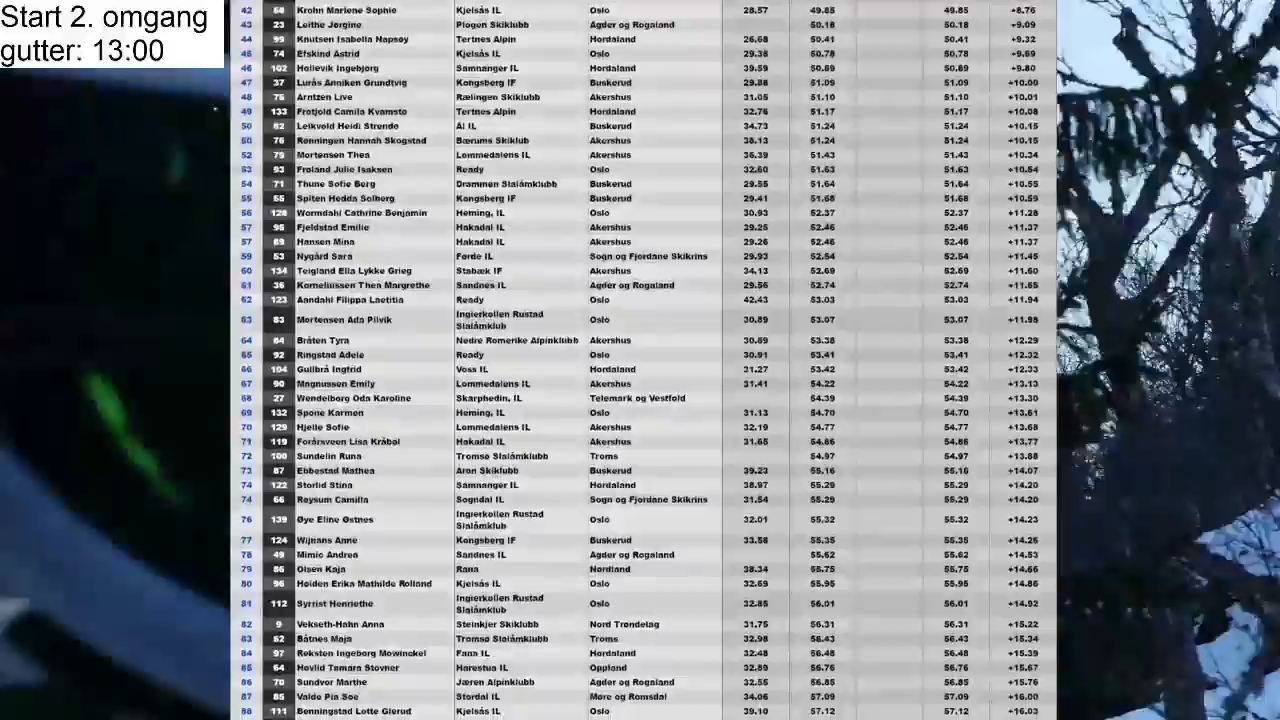 Start 2. omgang
gutter: 13:00
42 58 Krohn Marlene Sophie Kjelsås IL Oslo 28.57 49.85 49.85 +8.76
43 23 Leithe Jørgine Plogen Skiklubb Agder og Rogaland 50.18 50.18 +9.09
44 99 Knutsen Isabella Napsøy Tertnes Alpin Hordaland 26.68 50.41 50.41 +9.32
45 74 Efskind Astrid Kjelsås IL Oslo 29.38 50.78 50.78 +9.69
46 102 Hollevik Ingebjørg Samnanger IL Hordaland 39.59 50.89 50.89 +9.80
47 37 Lurås Anniken Grundtvig Kongsberg IF Buskerud 29.88 51.09 51.09 +10.00
48 75 Arntzen Live Rælingen Skiklubb Akershus 31.05 51.10 51.10 +10.01
49 133 Frotjold Camila Kvamsto Tertnes Alpin Hordaland 32.76 51.17 51.17 +10.08
50 82 Leikvold Heidi Strende Ål IL Buskerud 34.73 51.24 51.24 +10.15
50 76 Rønningen Hannah Skogstad Bærums Skiklub Akershus 38.13 51.24 51.24 +10.15
52 79 Mortensen Thea Lommedalens IL Akershus 36.39 51.43 51.43 +10.34
53 93 Frøland Julie Isaksen Ready Oslo 32.60 51.63 51.63 +10.54
54 71 Thune Sofie Berg Drammen Slalåmklubb Buskerud 29.55 51.64 51.64 +10.55
55 55 Spiten Hedda Solberg Kongsberg IF Buskerud 29.41 51.68 51.68 +10.59
56 128 Wormdahl Cathrine Benjamin Heming, IL Oslo 30.93 52.37 52.37 +11.28
57 95 Fjeldstad Emilie Hakadal IL Akershus 39.25 52.46 52.46 +11.37
57 89 Hansen Mina Hakadal IL Akershus 29.26 52.46 52.46 +11.37
59 53 Nygård Sara Førde IL Sogn og Fjordane Skikrins 29.93 52.54 52.54 +11.45
60 134 Teigland Ella Lykke Grieg Stabæk IF Akershus 34.13 52.69 52.69 +11.60
61 36 Korneliussen Thea Margrethe Sandnes IL Agder og Rogaland 29.56 52.74 52.74 +11.65
62 123 Aandahl Filippa Laetitia Ready Oslo 42.43 53.03 53.03 +11.94
63 83 Mortensen Ada Pilvik Ingierkollen Rustad Slalåmklub Oslo 30.89 53.07 53.07 +11.98
64 84 Bråten Tyra Nedre Romerike Alpinklubb Akershus 30.69 53.38 53.38 +12.29
65 92 Ringstad Adele Ready Oslo 30.91 53.41 53.41 +12.32
66 104 Gullbrå Ingfrid Voss IL Hordaland 31.27 53.42 53.42 +12.33
67 90 Magnussen Emily Lommedalens IL Akershus 31.41 54.22 54.22 +13.13
68 27 Wendelborg Oda Karoline Skarphedin, IL Telemark og Vestfold 54.39 54.39 +13.30
69 132 Spone Karmen Heming, IL Oslo 31.13 54.70 54.70 +13.61
70 129 Hjelle Sofie Lommedalens IL Akershus 32.19 54.77 54.77 +13.68
71 119 Forårsveen Lisa Kråbøl Hakadal IL Akershus 31.65 54.86 54.86 +13.77
72 100 Sundelin Runa Tromsø Slalåmklubb Troms 54.97 54.97 +13.88
73 87 Ebbestad Mathea Aron Skiklubb Buskerud 39.23 55.16 55.16 +14.07
74 122 Storlid Stina Samnanger IL Hordaland 38.97 55.29 55.29 +14.20
74 66 Røysum Camilla Sogndal IL Sogn og Fjordane Skikrins 31.54 55.29 55.29 +14.20
76 139 Øye Eline Østnes Ingierkollen Rustad Slalåmklub Oslo 32.01 55.32 55.32 +14.23
77 124 Wijnans Anne Kongsberg IF Buskerud 33.58 55.35 55.35 +14.26
78 49 Mimic Andrea Sandnes IL Agder og Rogaland 55.62 55.62 +14.53
79 86 Olsen Kaja Rana Nordland 38.34 55.75 55.75 +14.66
80 96 Høiden Erika Mathilde Rolland Kjelsås IL Oslo 32.69 55.95 55.95 +14.86
81 112 Syrrist Henriette Ingierkollen Rustad Slalåmklub Oslo 32.85 56.01 56.01 +14.92
82 9 Vekseth-Hahn Anna Steinkjer Skiklubb Nord Trøndelag 31.75 56.31 56.31 +15.22
83 62 Båtnes Maja Tromsø Slalåmklubb Troms 32.98 56.43 56.43 +15.34
84 97 Reksten Ingeborg Mowinckel Fana IL Hordaland 32.48 56.48 56.48 +15.39
85 64 Hovlid Tamara Stovner Harestua IL Oppland 32.89 56.76 56.76 +15.67
86 70 Sundvor Marthe Jæren Alpinklubb Agder og Rogaland 32.55 56.85 56.85 +15.76
87 85 Valde Pia Soe Stordal IL Møre og Romsdal 34.06 57.09 57.09 +16.00
88 111 Benningstad Lotte Glerud Kjelsås IL Oslo 39.10 57.12 57.12 +16.03